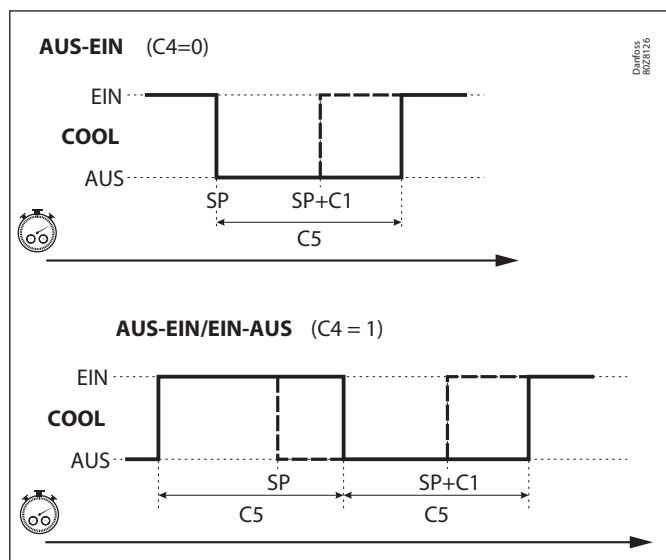 AUS-EIN (C4=0)
Danfoss
80Z8126
EIN
COOL
AUS
SP SP+C1
C5
AUS-EIN/EIN-AUS (C4 = 1)
EIN
COOL
AUS
SP SP+C1
C5 C5